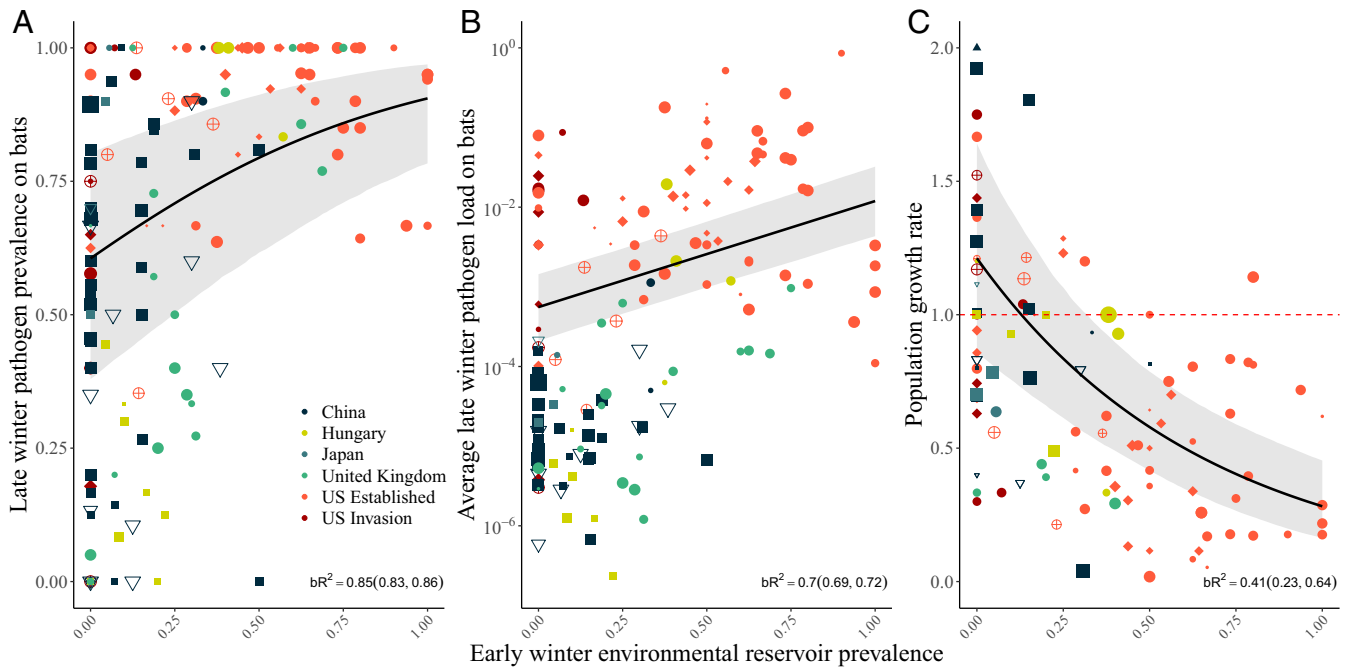 A
B
C
Late winter pathogen prevalence on bats
1.00
0.75
0.50
0.25
0.00
0.00
0.25
0.50
0.75
1.00
China
Hungary
Japan
United Kingdom
US Established
US Invasion
bR² = 0.85(0.83, 0.86)
Average late winter pathogen load on bats
10⁰
10⁻²
10⁻⁴
10⁻⁶
0.00
0.25
0.50
0.75
1.00
bR² = 0.7(0.69, 0.72)
Population growth rate
2.0
1.5
1.0
0.5
0.0
0.00
0.25
0.50
0.75
1.00
bR² = 0.41(0.23, 0.64)
Early winter environmental reservoir prevalence